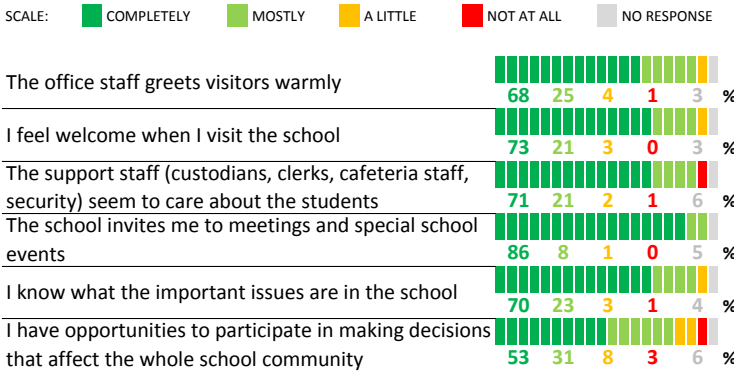 SCALE: COMPLETELY MOSTLY A LITTLE NOT AT ALL NO RESPONSE
The office staff greets visitors warmly
68 25 4 1 3 %
I feel welcome when I visit the school
73 21 3 0 3 %
The support staff (custodians, clerks, cafeteria staff,
security) seem to care about the students
71 21 2 1 6 %
The school invites me to meetings and special school
events
86 8 1 0 5 %
I know what the important issues are in the school
70 23 3 1 4 %
I have opportunities to participate in making decisions
that affect the whole school community
53 31 8 3 6 %